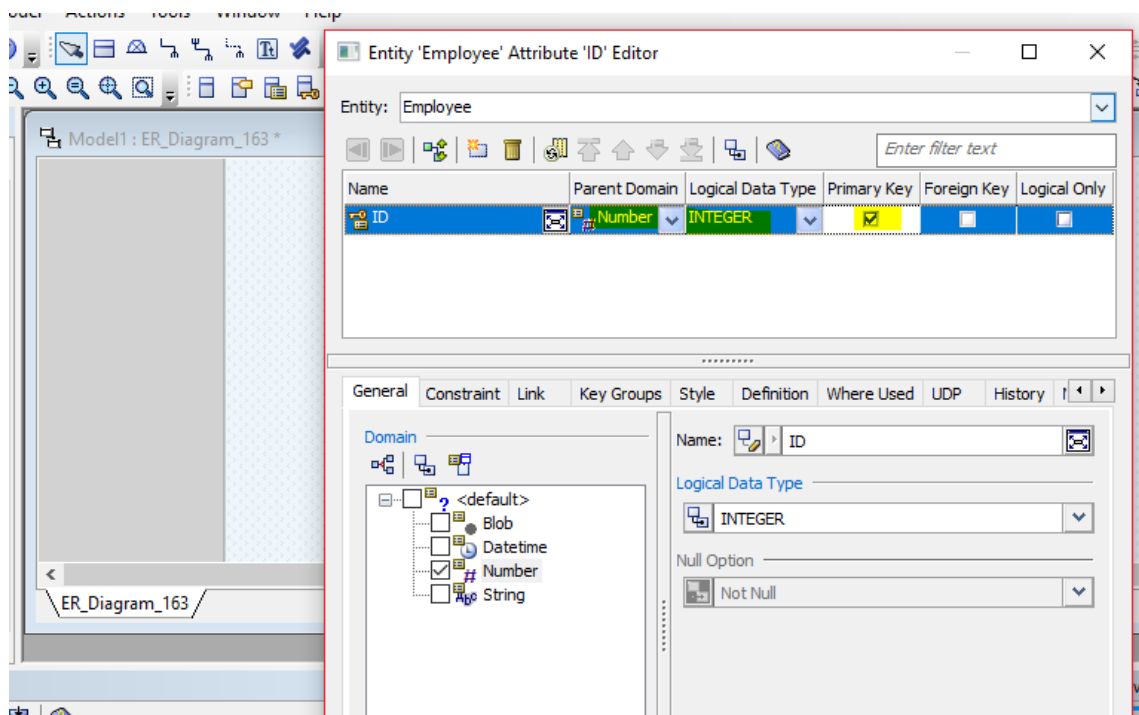 Actions Tools Window Help
Entity 'Employee' Attribute 'ID' Editor
Entity: Employee
Model1 : ER_Diagram_163 *
Enter filter text
Name Parent Domain Logical Data Type Primary Key Foreign Key Logical Only
ID Number INTEGER
General Constraint Link Key Groups Style Definition Where Used UDP History
Domain
Name: ID
Logical Data Type
<default>
INTEGER
Blob
Datetime
Null Option
Number
Not Null
String
ER_Diagram_163